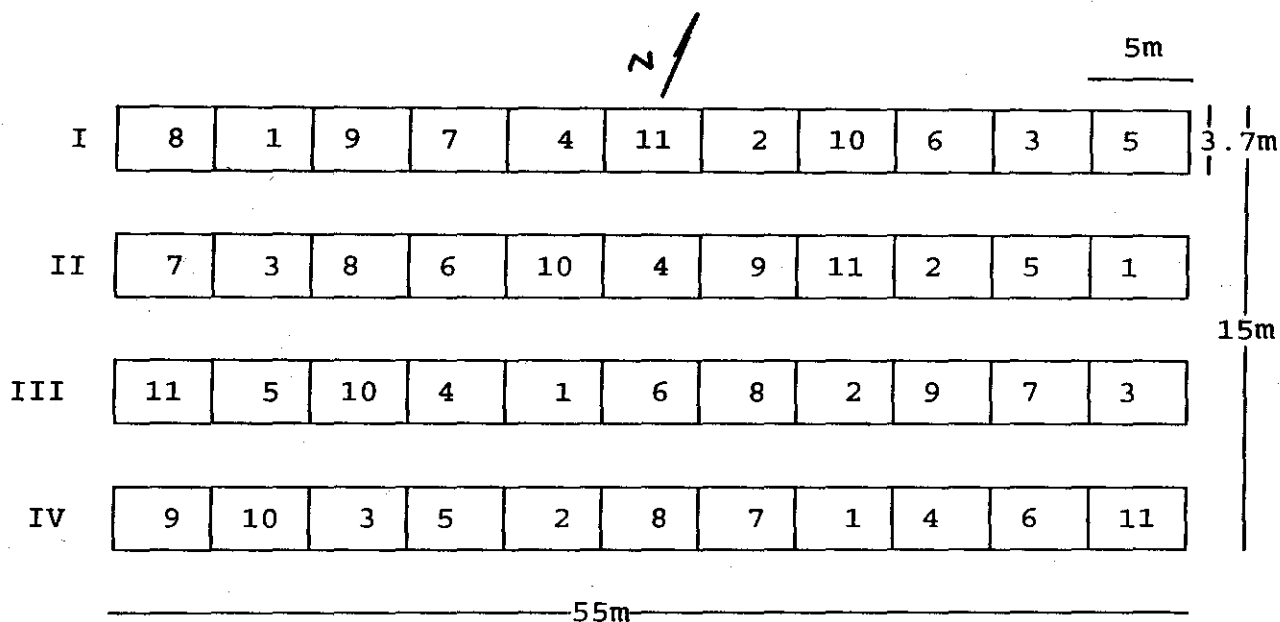 N
5m
I 8 1 9 7 4 11 2 10 6 3 5 3.7m
II 7 3 8 6 10 4 9 11 2 5 1
15m
III 11 5 10 4 1 6 8 2 9 7 3
IV 9 10 3 5 2 8 7 1 4 6 11
55m